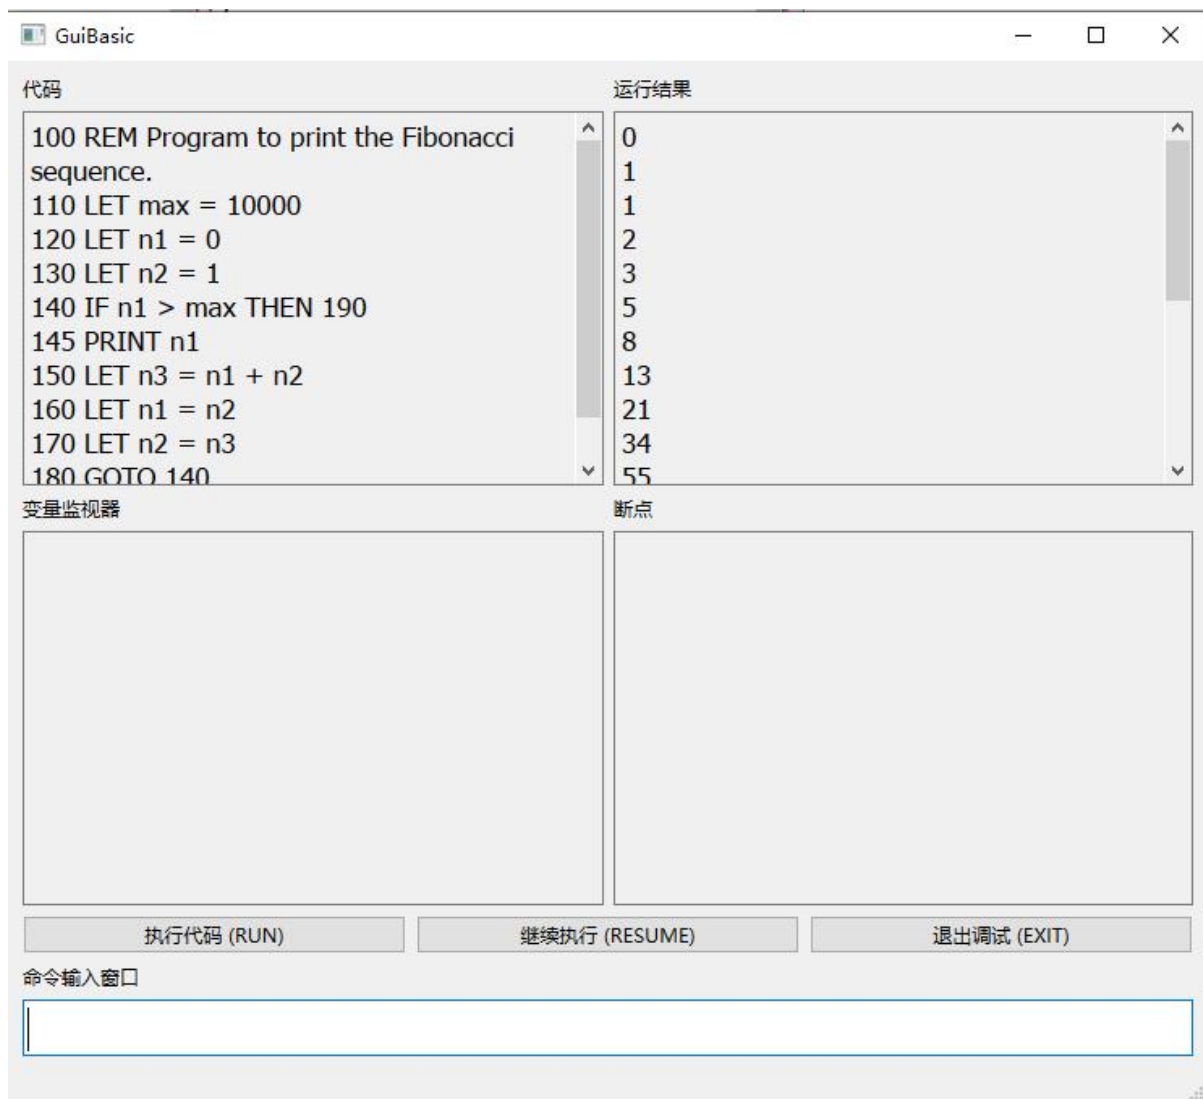 GuiBasic
代码
100 REM Program to print the Fibonacci
sequence.
110 LET max = 10000
120 LET n1 = 0
130 LET n2 = 1
140 IF n1 > max THEN 190
145 PRINT n1
150 LET n3 = n1 + n2
160 LET n1 = n2
170 LET n2 = n3
180 GOTO 140
运行结果
0
1
1
2
3
5
8
13
21
34
55
变量监视器
断点
执行代码 (RUN)
继续执行 (RESUME)
退出调试 (EXIT)
命令输入窗口